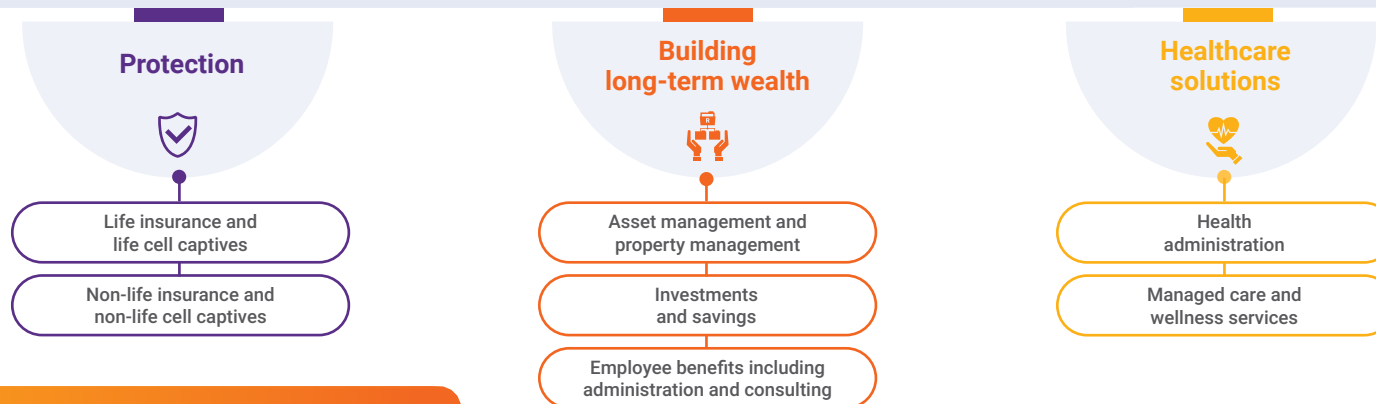 Protection
Life insurance and
life cell captives
Non-life insurance and
non-life cell captives
Building
long-term wealth
Asset management and
property management
Investments
and savings
Employee benefits including
administration and consulting
Healthcare
solutions
Health
administration
Managed care and
wellness services